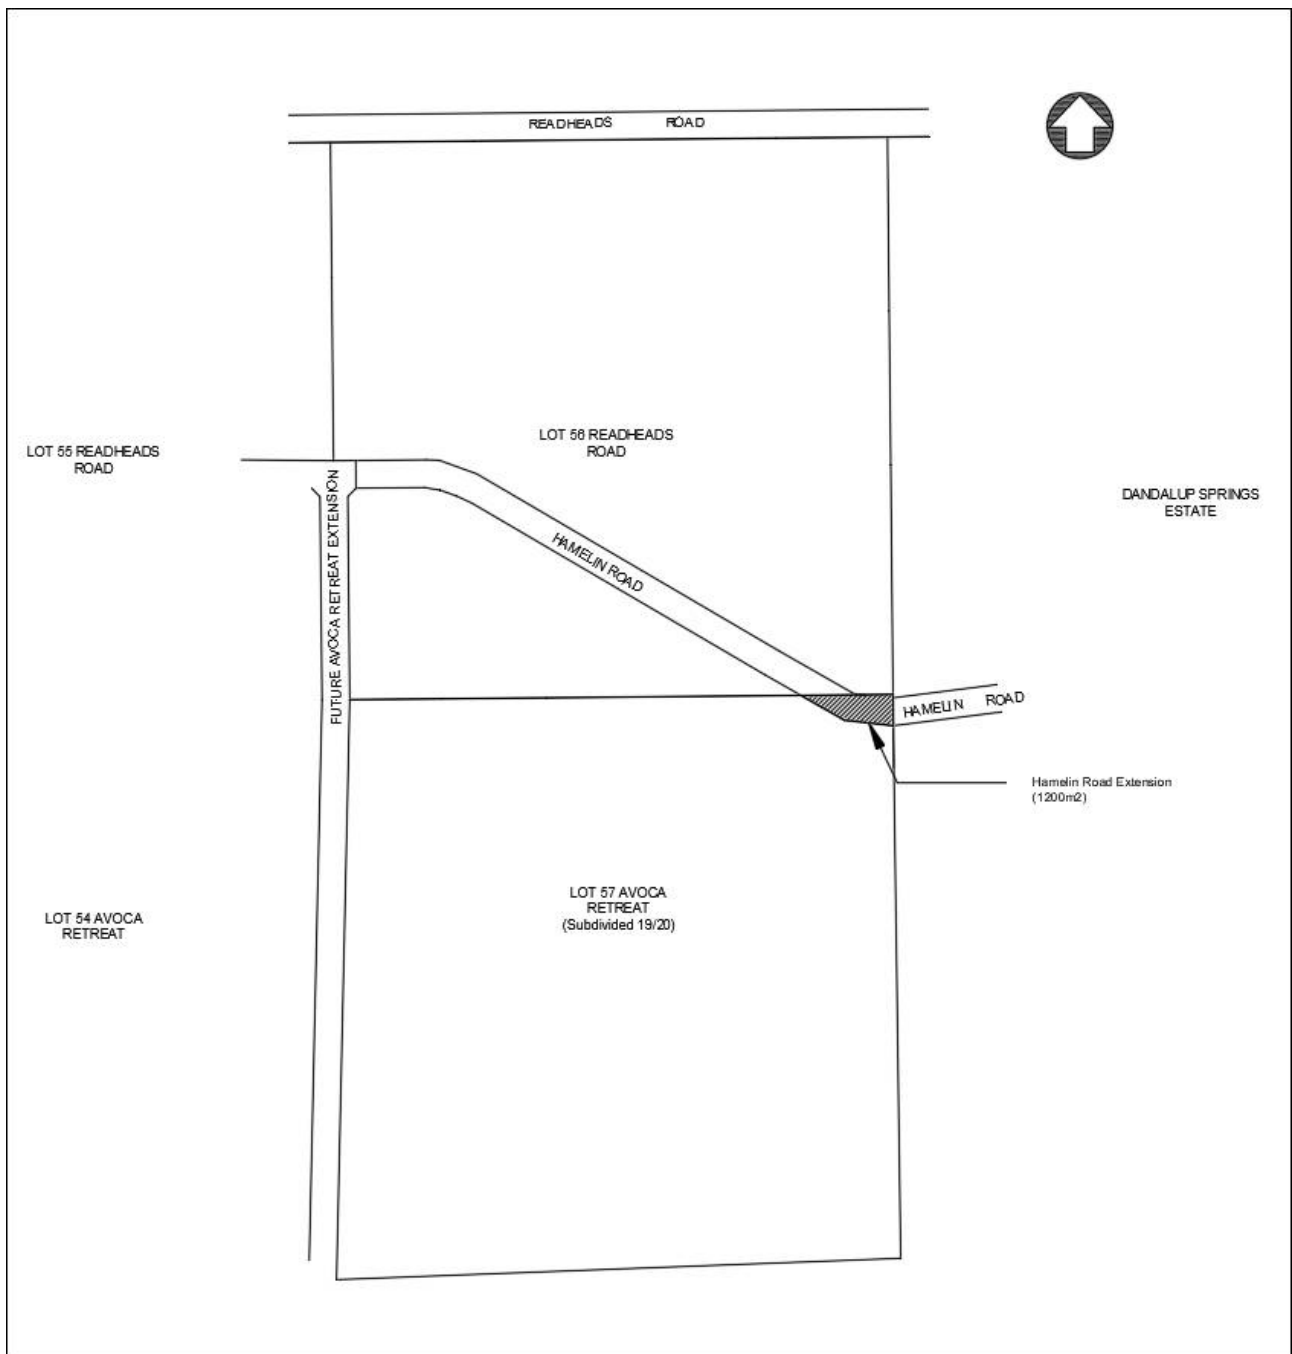 READHEADS ROAD
LOT 55 READHEADS
ROAD
LOT 56 READHEADS
ROAD
DANDALUP SPRINGS
ESTATE
FUTURE AVOCA RETREAT EXTENSION
HAMELIN ROAD
HAMELIN ROAD
Hamelin Road Extension
(1200m2)
LOT 54 AVOCA
RETREAT
LOT 57 AVOCA
RETREAT
(Subdivided 19/20)